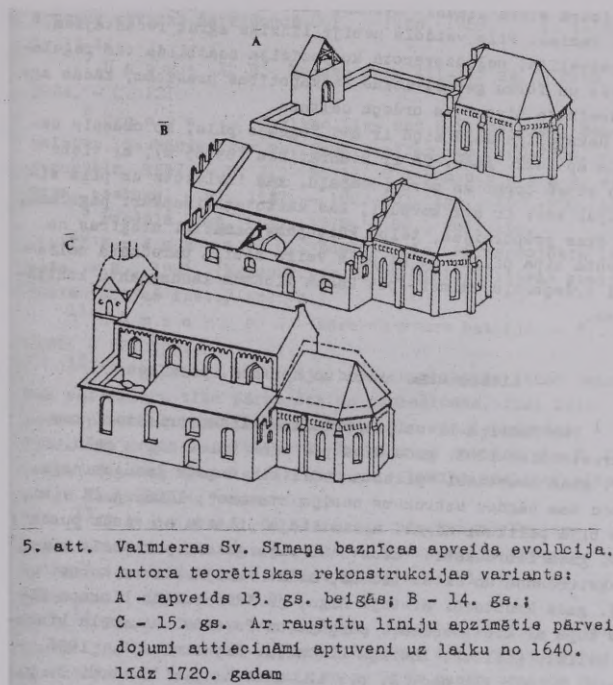 A
B
C
5. att. Valmieras Sv. Sīmaņa baznīcas apveida evolūcija.
Autora teorētiskas rekonstrukcijas variants:
A - apveids 13. gs. beigās; B - 14. gs.;
C - 15. gs. Ar raustītu līniju apzīmētie pārvei
dojumi attiecināmi aptuveni uz laiku no 1640.
līdz 1720. gadam